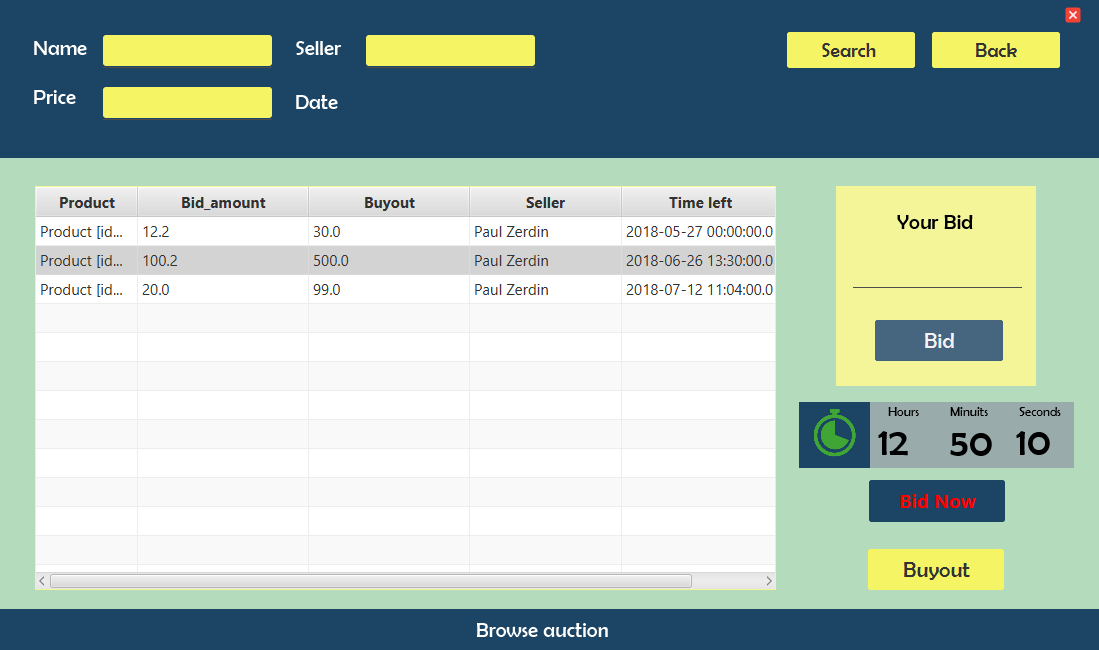 Name Seller Search Back
Price Date
Product Bid_amount Buyout Seller Time left
Product [id... 12.2 30.0 Paul Zerdin 2018-05-27 00:00:00.0
Product [id... 100.2 500.0 Paul Zerdin 2018-06-26 13:30:00.0
Product [id... 20.0 99.0 Paul Zerdin 2018-07-12 11:04:00.0
Your Bid
Bid
Hours Minuits Seconds
12 50 10
Bid Now
Buyout
Browse auction